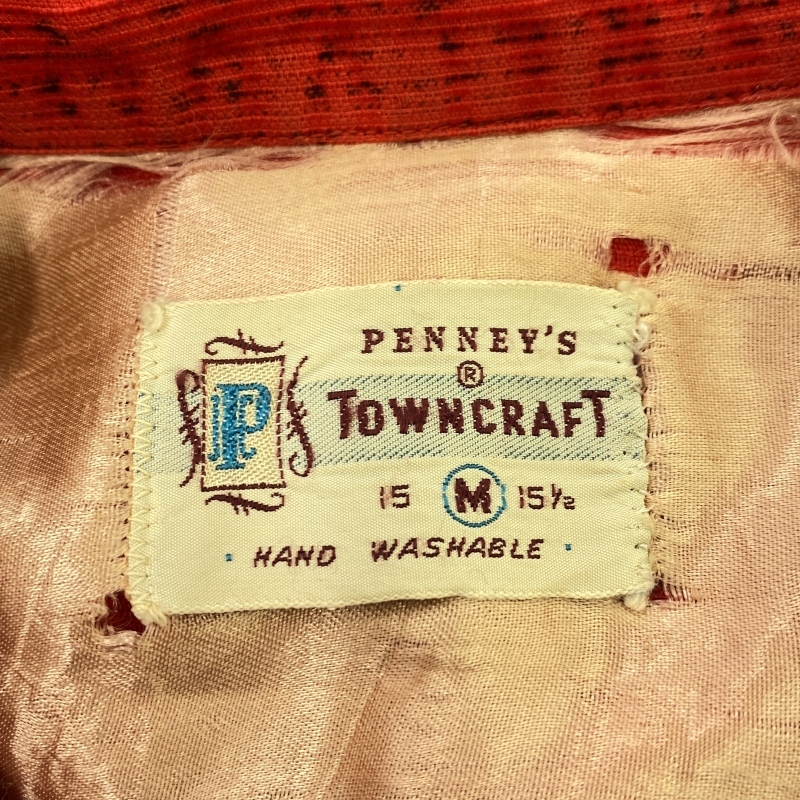 PENNEY'S
®
P TOWNCRAFT
15 M 15½
· HAND WASHABLE ·